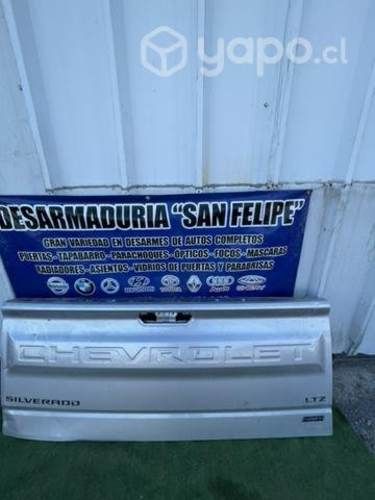 yapo.cl
DESARMADURIA "SAN FELIPE"
GRAN VARIEDAD EN DESARMES DE AUTOS COMPLETOS
PUERTAS - TAPABARRO - PARACHOQUES - OPTICOS - FOCOS - MASCARAS
RADIADORES - ASIENTOS - VIDRIOS DE PUERTAS Y PARABRISAS
CHEVROLET
SILVERADO LTZ